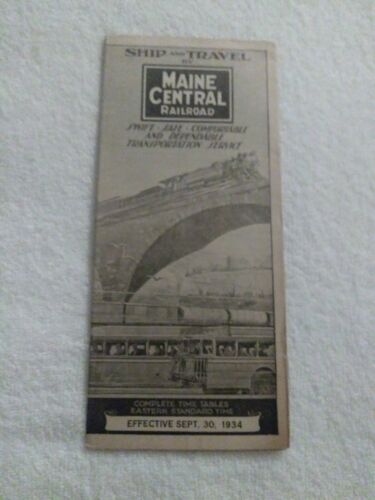 SHIP AND TRAVEL
BY
MAINE
CENTRAL
RAILROAD
SWIFT - SAFE - COMFORTABLE
AND DEPENDABLE
TRANSPORTATION SERVICE
COMPLETE TIME TABLES
EASTERN STANDARD TIME
EFFECTIVE SEPT. 30, 1934